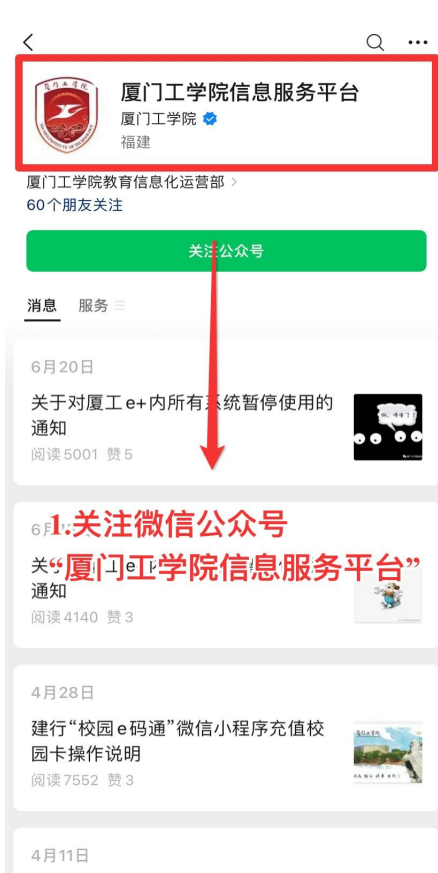 厦门工学院信息服务平台
厦门工学院
福建
厦门工学院教育信息化运营部
60个朋友关注
关注公众号
消息 服务
6月20日
关于对厦工e+内所有系统暂停使用的
通知
阅读5001 赞5
1.关注微信公众号
“厦门工学院信息服务平台”
通知
阅读4140 赞3
4月28日
建行“校园e码通”微信小程序充值校
园卡操作说明
阅读7552 赞3
4月11日